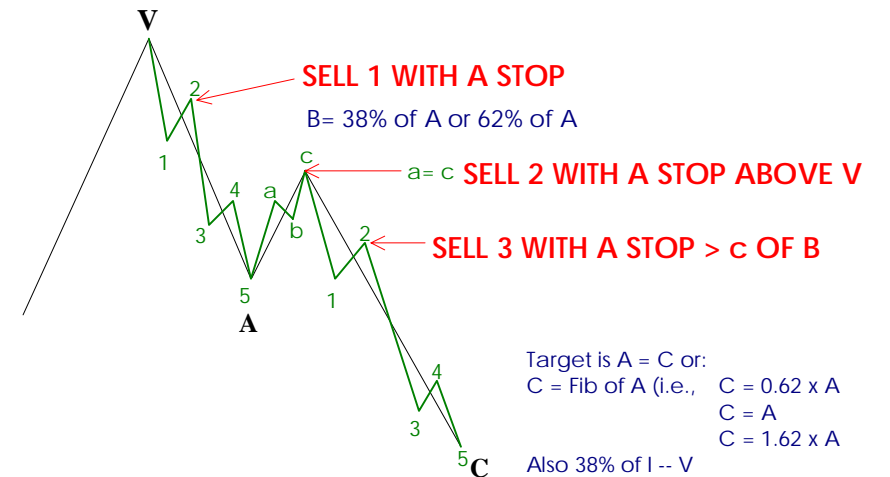 V
2
SELL 1 WITH A STOP
B= 38% of A or 62% of A
1
c
a= c SELL 2 WITH A STOP ABOVE V
4
a
3
b
2
SELL 3 WITH A STOP > c OF B
5
1
A
Target is A = C or:
C = Fib of A (i.e., C = 0.62 x A
C = A
C = 1.62 x A
4
3
5
C
Also 38% of I -- V